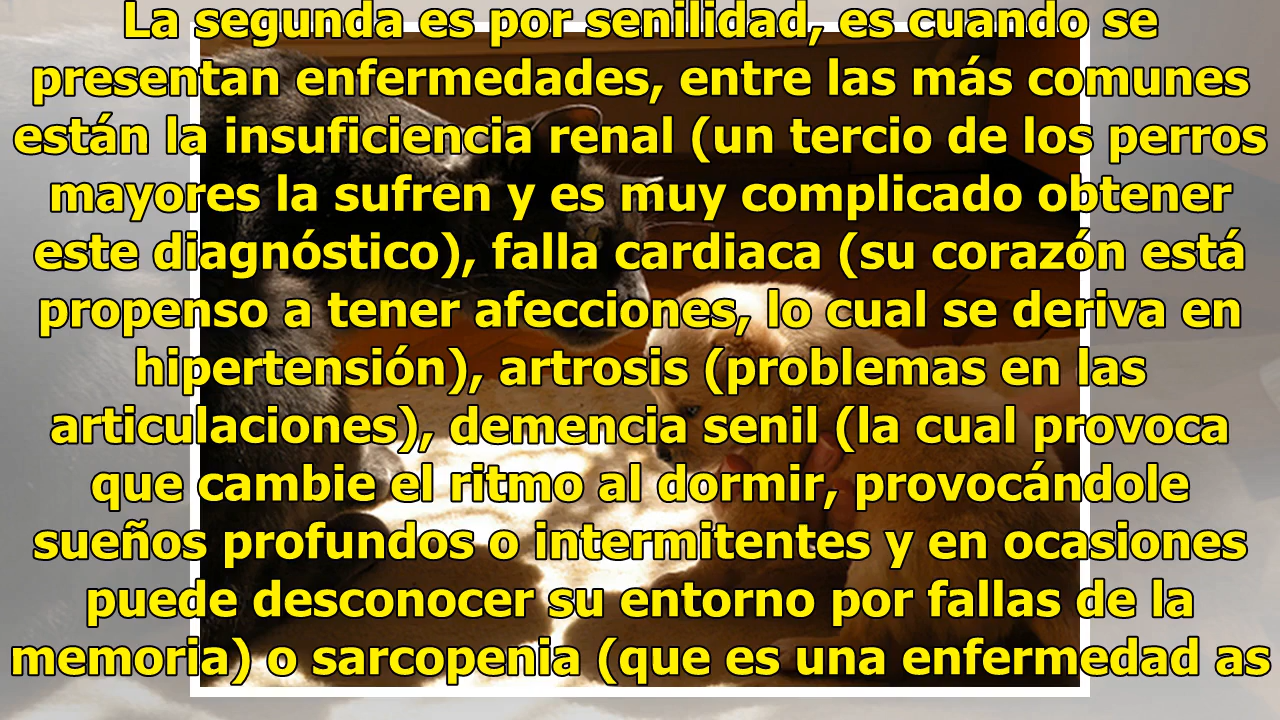 La segunda es por senilidad, es cuando se
presentan enfermedades, entre las más comunes
están la insuficiencia renal (un tercio de los perros
mayores la sufren y es muy complicado obtener
este diagnóstico), falla cardiaca (su corazón está
propenso a tener afecciones, lo cual se deriva en
hipertensión), artrosis (problemas en las
articulaciones), demencia senil (la cual provoca
que cambie el ritmo al dormir, provocándole
sueños profundos o intermitentes y en ocasiones
puede desconocer su entorno por fallas de la
memoria) o sarcopenia (que es una enfermedad as